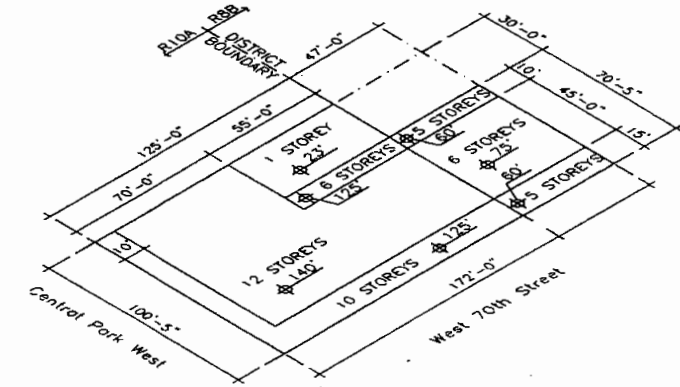 R10A R8B
DISTRICT
BOUNDARY
47'-0"
30'-0"
125'-0"
55'-0"
70'-0"
10'
70'-5"
45'-0"
15'
1 STOREY
23'
5 STOREYS
60'
6 STOREYS
125'
6 STOREYS
75'
60'
5 STOREYS
10'
12 STOREYS
140'
125'
10 STOREYS
172'-0"
100'-5"
Central Park West
West 70th Street